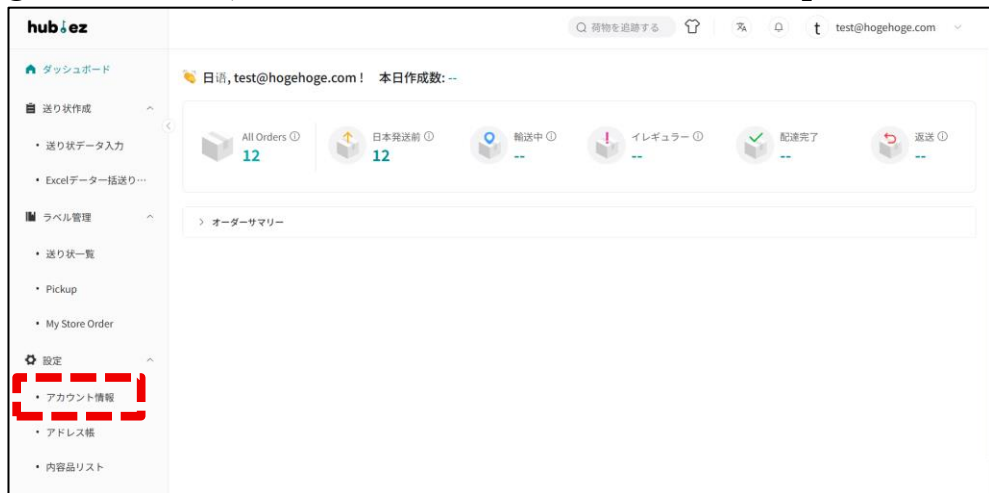 hubez
荷物を追跡する
t test@hogehoge.com
ダッシュボード
👏 日语, test@hogehoge.com！ 本日作成数: --
送り状作成
All Orders
12
日本発送前
12
輸送中
--
イレギュラー
--
配達完了
--
返送
--
・送り状データ入力
・Excelデータ一括送り…
ラベル管理
> オーダーサマリー
・送り状一覧
・Pickup
・My Store Order
設定
・アカウント情報
・アドレス帳
・内容品リスト